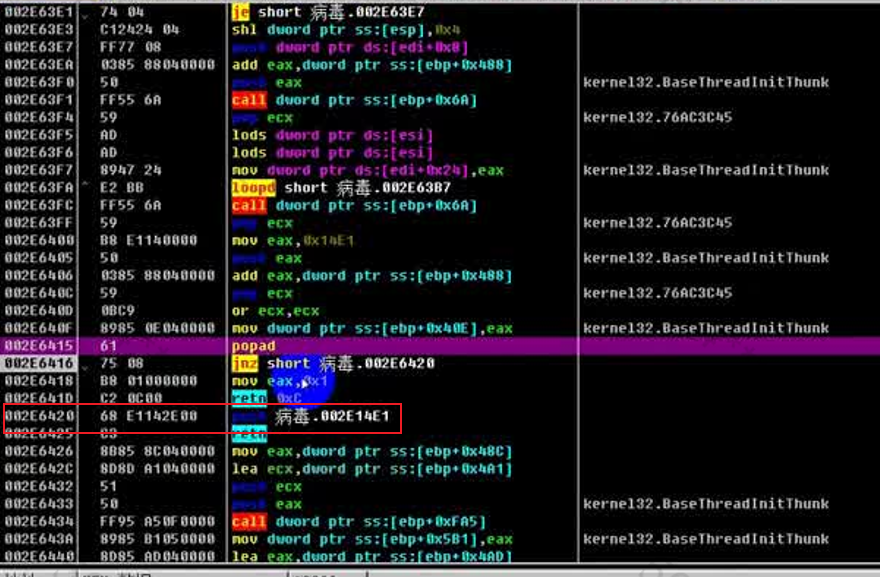 002E63E1 74 04 je short 病毒.002E63E7
002E63E3 C12424 04 shl dword ptr ss:[esp],0x4
002E63E7 FF77 08 push dword ptr ds:[edi+0x8]
002E63EA 0385 88040000 add eax,dword ptr ss:[ebp+0x488]
002E63F0 50 push eax kernel32.BaseThreadInitThunk
002E63F1 FF55 6A call dword ptr ss:[ebp+0x6A]
002E63F4 59 pop ecx kernel32.76AC3C45
002E63F5 AD lods dword ptr ds:[esi]
002E63F6 AD lods dword ptr ds:[esi]
002E63F7 8947 24 mov dword ptr ds:[edi+0x24],eax kernel32.BaseThreadInitThunk
002E63FA E2 BB loopd short 病毒.002E63B7
002E63FC FF55 6A call dword ptr ss:[ebp+0x6A]
002E63FF 59 pop ecx kernel32.76AC3C45
002E6400 B8 E1140000 mov eax,0x14E1
002E6405 50 push eax kernel32.BaseThreadInitThunk
002E6406 0385 88040000 add eax,dword ptr ss:[ebp+0x488]
002E640C 59 pop ecx kernel32.76AC3C45
002E640D 0BC9 or ecx,ecx
002E640F 8985 0E040000 mov dword ptr ss:[ebp+0x40E],eax kernel32.BaseThreadInitThunk
002E6415 61 popad
002E6416 75 08 jnz short 病毒.002E6420
002E6418 B8 01000000 mov eax,0x1
002E641D C2 0C00 retn 0xC
002E6420 68 E1142E00 push 病毒.002E14E1
002E6425 C3 retn
002E6426 8B85 8C040000 mov eax,dword ptr ss:[ebp+0x48C]
002E642C 8D8D A1040000 lea ecx,dword ptr ss:[ebp+0x4A1]
002E6432 51 push ecx
002E6433 50 push eax kernel32.BaseThreadInitThunk
002E6434 FF95 A50F0000 call dword ptr ss:[ebp+0xFA5]
002E643A 8985 B1050000 mov dword ptr ss:[ebp+0x5B1],eax kernel32.BaseThreadInitThunk
002E6440 8D85 AD040000 lea eax,dword ptr ss:[ebp+0x4AD]